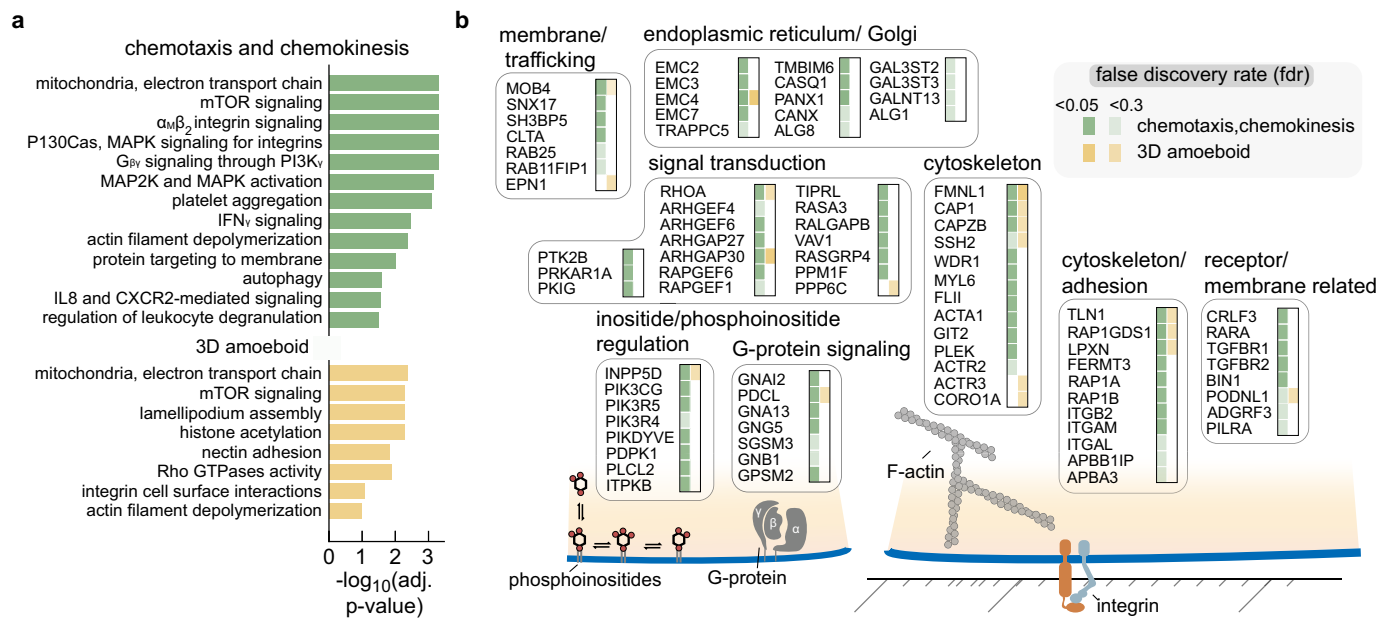 a
chemotaxis and chemokinesis
mitochondria, electron transport chain
mTOR signaling
αMβ2 integrin signaling
P130Cas, MAPK signaling for integrins
Gβγ signaling through PI3Kγ
MAP2K and MAPK activation
platelet aggregation
IFNγ signaling
actin filament depolymerization
protein targeting to membrane
autophagy
IL8 and CXCR2-mediated signaling
regulation of leukocyte degranulation
3D amoeboid
mitochondria, electron transport chain
mTOR signaling
lamellipodium assembly
histone acetylation
nectin adhesion
Rho GTPases activity
integrin cell surface interactions
actin filament depolymerization
0 1 2 3
-log10(adj.
p-value)
b
membrane/
trafficking
MOB4
SNX17
SH3BP5
CLTA
RAB25
RAB11FIP1
EPN1
endoplasmic reticulum/ Golgi
EMC2
EMC3
EMC4
EMC7
TRAPPC5
TMBIM6
CASQ1
PANX1
CANX
ALG8
GAL3ST2
GAL3ST3
GALNT13
ALG1
false discovery rate (fdr)
<0.05 <0.3
chemotaxis,chemokinesis
3D amoeboid
signal transduction
PTK2B
PRKAR1A
PKIG
RHOA
ARHGEF4
ARHGEF6
ARHGAP27
ARHGAP30
RAPGEF6
RAPGEF1
TIPRL
RASA3
RALGAPB
VAV1
RASGRP4
PPM1F
PPP6C
cytoskeleton
FMNL1
CAP1
CAPZB
SSH2
WDR1
MYL6
FLII
ACTA1
GIT2
PLEK
ACTR2
ACTR3
CORO1A
cytoskeleton/
adhesion
TLN1
RAP1GDS1
LPXN
FERMT3
RAP1A
RAP1B
ITGB2
ITGAM
ITGAL
APBB1IP
APBA3
receptor/
membrane related
CRLF3
RARA
TGFBR1
TGFBR2
BIN1
PODNL1
ADGRF3
PILRA
inositide/phosphoinositide
regulation
INPP5D
PIK3CG
PIK3R5
PIK3R4
PIKDYVE
PDPK1
PLCL2
ITPKB
G-protein signaling
GNAI2
PDCL
GNA13
GNG5
SGSM3
GNB1
GPSM2
F-actin
γ
β
α
phosphoinositides
G-protein
integrin